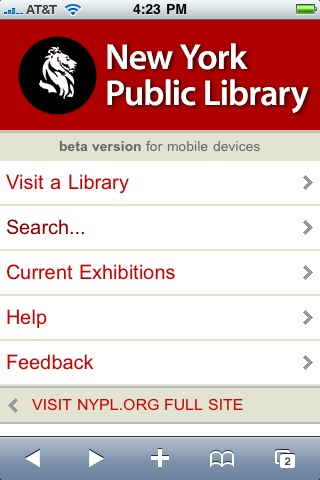 AT&T 4:23 PM
New York
Public Library
beta version for mobile devices
Visit a Library
Search...
Current Exhibitions
Help
Feedback
VISIT NYPL.ORG FULL SITE
2